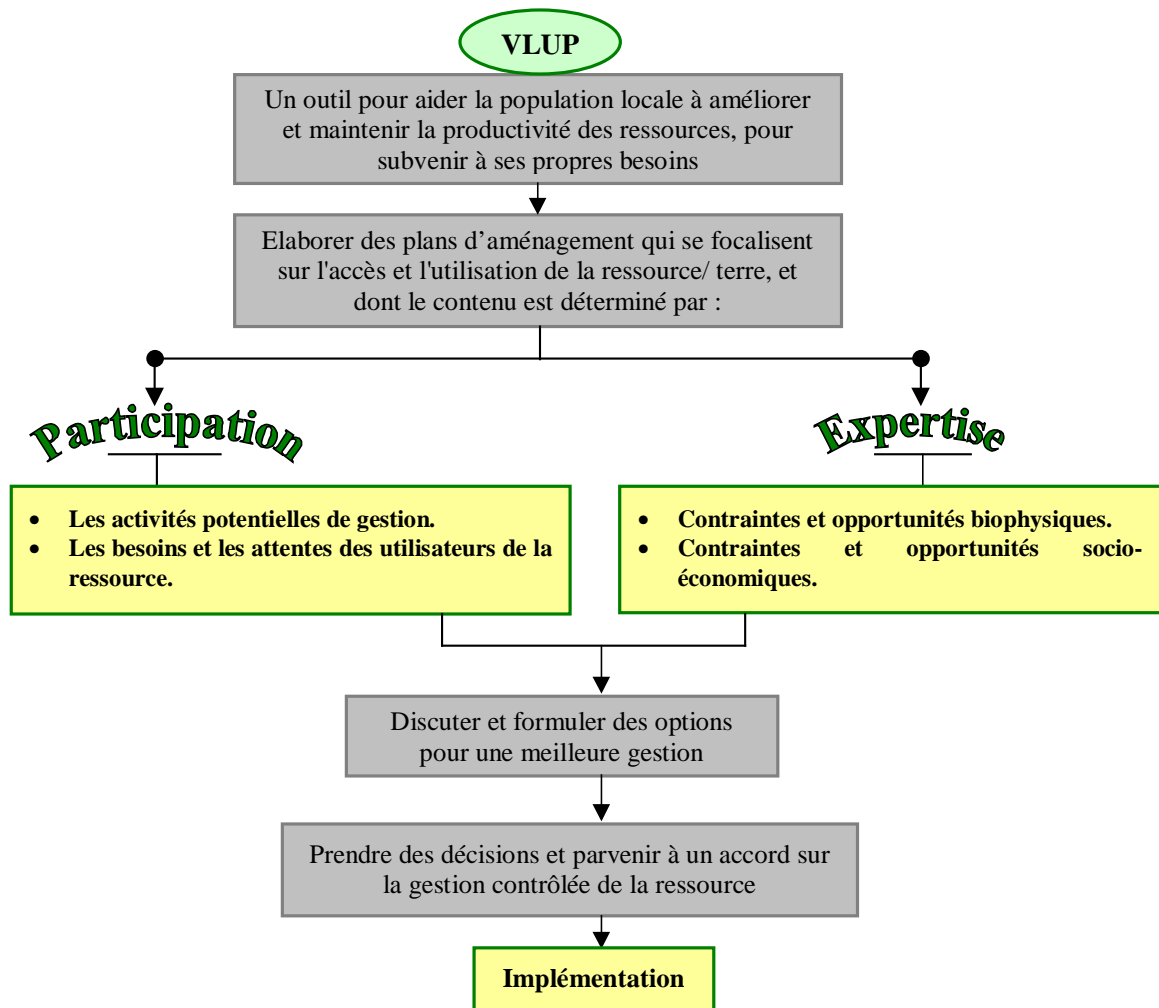 VLUP
Un outil pour aider la population locale à améliorer
et maintenir la productivité des ressources, pour
subvenir à ses propres besoins
Elaborer des plans d’aménagement qui se focalisent
sur l'accès et l'utilisation de la ressource/ terre, et
dont le contenu est déterminé par :
Participation
• Les activités potentielles de gestion.
• Les besoins et les attentes des utilisateurs de la
ressource.
Expertise
• Contraintes et opportunités biophysiques.
• Contraintes et opportunités socio-
économiques.
Discuter et formuler des options
pour une meilleure gestion
Prendre des décisions et parvenir à un accord sur
la gestion contrôlée de la ressource
Implémentation